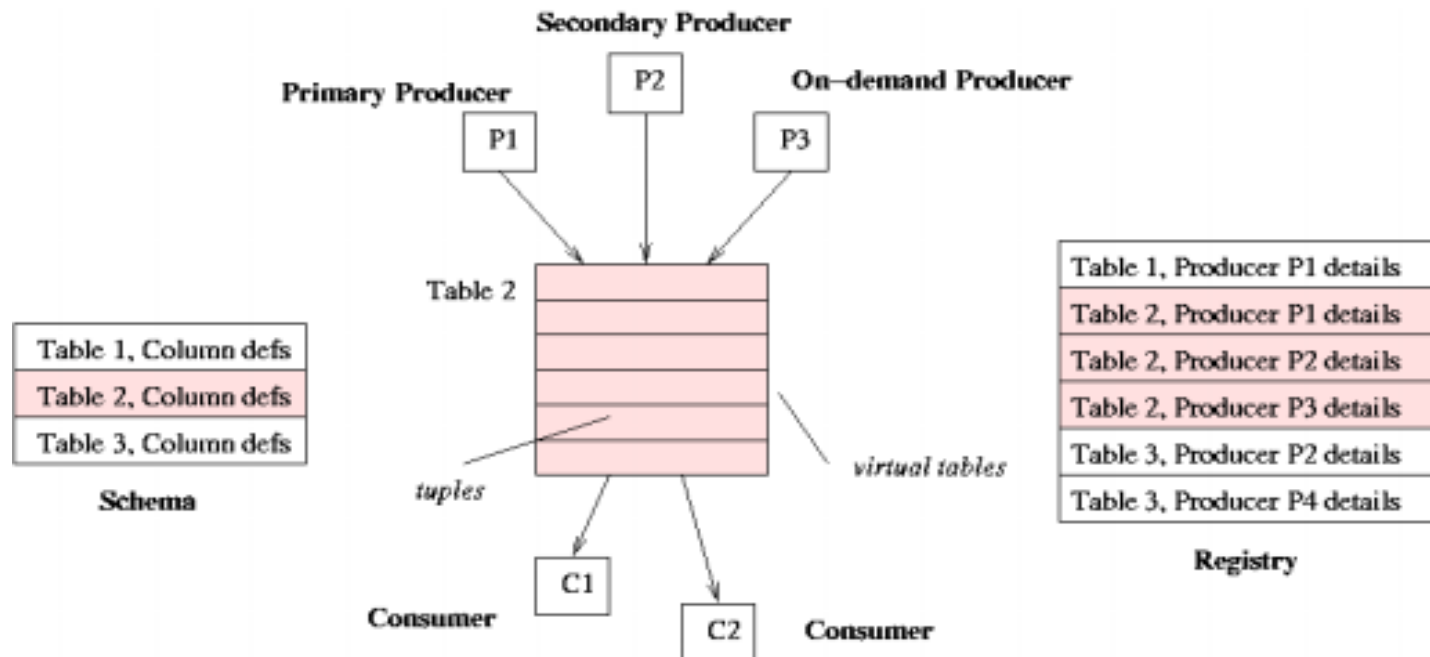 Secondary Producer
P2
On-demand Producer
Primary Producer
P1
P3
Table 2
tuples
virtual tables
Table 1, Column defs
Table 2, Column defs
Table 3, Column defs
Schema
Table 1, Producer P1 details
Table 2, Producer P1 details
Table 2, Producer P2 details
Table 2, Producer P3 details
Table 3, Producer P2 details
Table 3, Producer P4 details
Registry
C1
Consumer
C2
Consumer